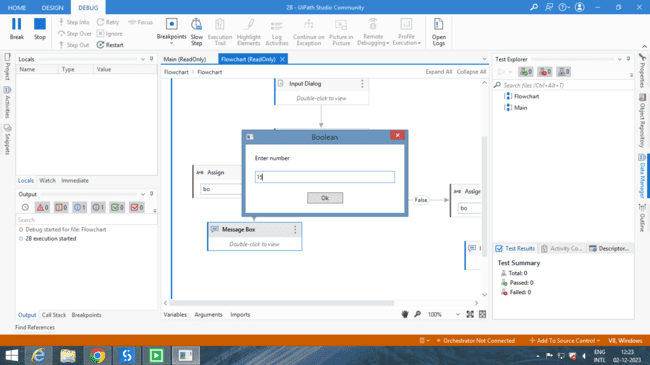 2B - UiPath Studio Community
HOME DESIGN DEBUG
Break
Stop
Step Into
Step Over
Step Out
Retry
Ignore
Restart
Focus
Breakpoints
Slow Step
Execution Trail
Highlight Elements
Log Activities
Continue on Exception
Picture in Picture
Remote Debugging
Profile Execution
Open Logs
Project
Activities
Snippets
Locals
Name Type Value
Locals Watch Immediate
Output
0 0 1 1 0 0
Search
Debug started for file: Flowchart
2B execution started
Output Call Stack Breakpoints
Find References
Main (ReadOnly) Flowchart (ReadOnly)
Flowchart > Flowchart
Expand All Collapse All
Input Dialog
Double-click to view
Assign
bo
Message Box
Double-click to view
False
Assign
bo
Boolean
Enter number
15
Ok
Variables Arguments Imports
100%
Test Explorer
0 0 0
Search files (Ctrl+Alt+T)
Flowchart
Main
Test Results Activity Co... Descriptor...
Test Summary
Total: 0
Passed: 0
Failed: 0
Properties
Object Repository
Data Manager
Outline
Orchestrator Not Connected
Add To Source Control
VB, Windows
ENG
INTL
12:23
02-12-2023